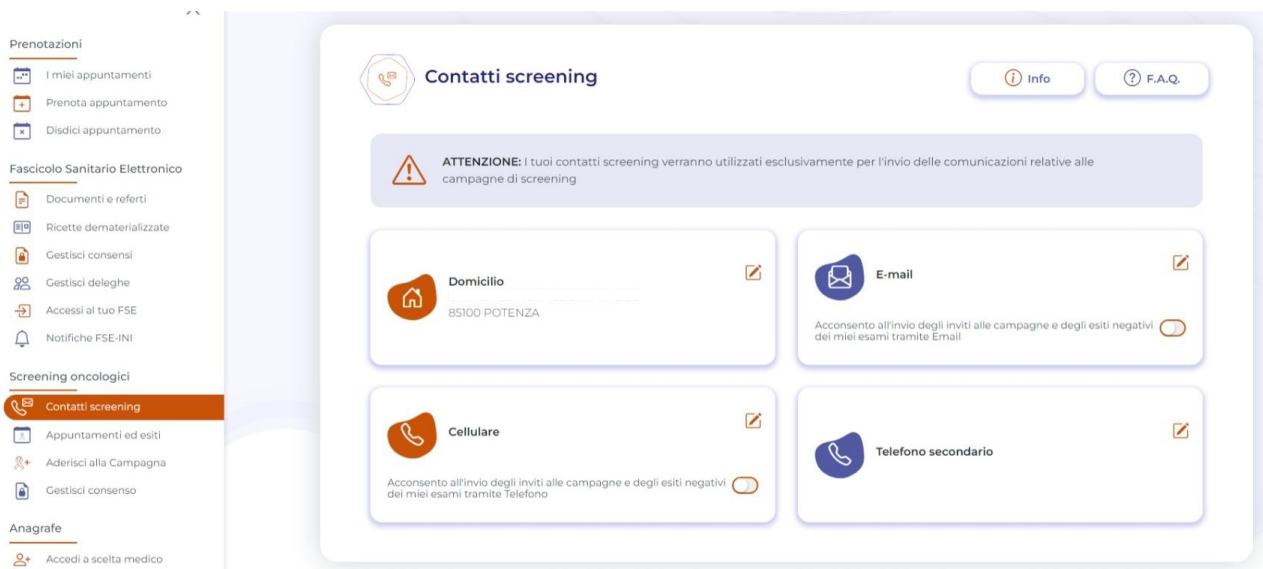 Prenotazioni
I miei appuntamenti
Prenota appuntamento
Disdici appuntamento
Fascicolo Sanitario Elettronico
Documenti e referti
Ricette dematerializzate
Gestisci consensi
Gestisci deleghe
Accessi al tuo FSE
Notifiche FSE-INI
Screening oncologici
Contatti screening
Appuntamenti ed esiti
Aderisci alla Campagna
Gestisci consenso
Anagrafe
Accedi a scelta medico
Contatti screening
Info
F.A.Q.
ATTENZIONE: I tuoi contatti screening verranno utilizzati esclusivamente per l'invio delle comunicazioni relative alle
campagne di screening
Domicilio
85100 POTENZA
E-mail
Acconsento all'invio degli inviti alle campagne e degli esiti negativi
dei miei esami tramite Email
Cellulare
Acconsento all'invio degli inviti alle campagne e degli esiti negativi
dei miei esami tramite Telefono
Telefono secondario